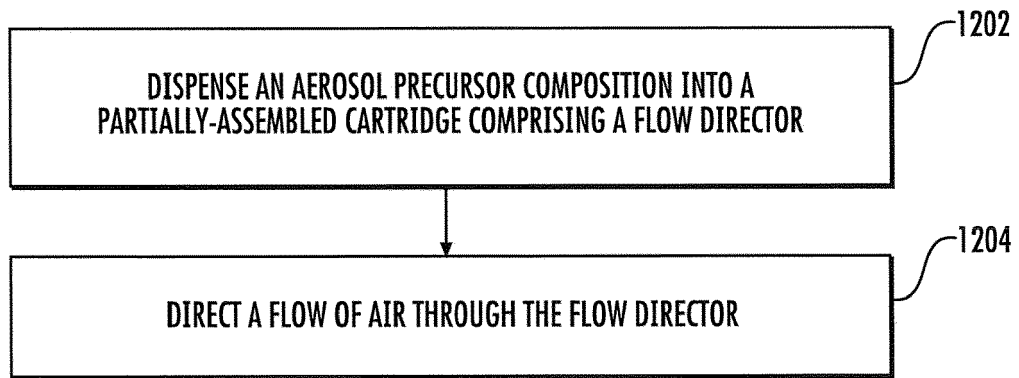 1202
DISPENSE AN AEROSOL PRECURSOR COMPOSITION INTO A
PARTIALLY-ASSEMBLED CARTRIDGE COMPRISING A FLOW DIRECTOR
1204
DIRECT A FLOW OF AIR THROUGH THE FLOW DIRECTOR